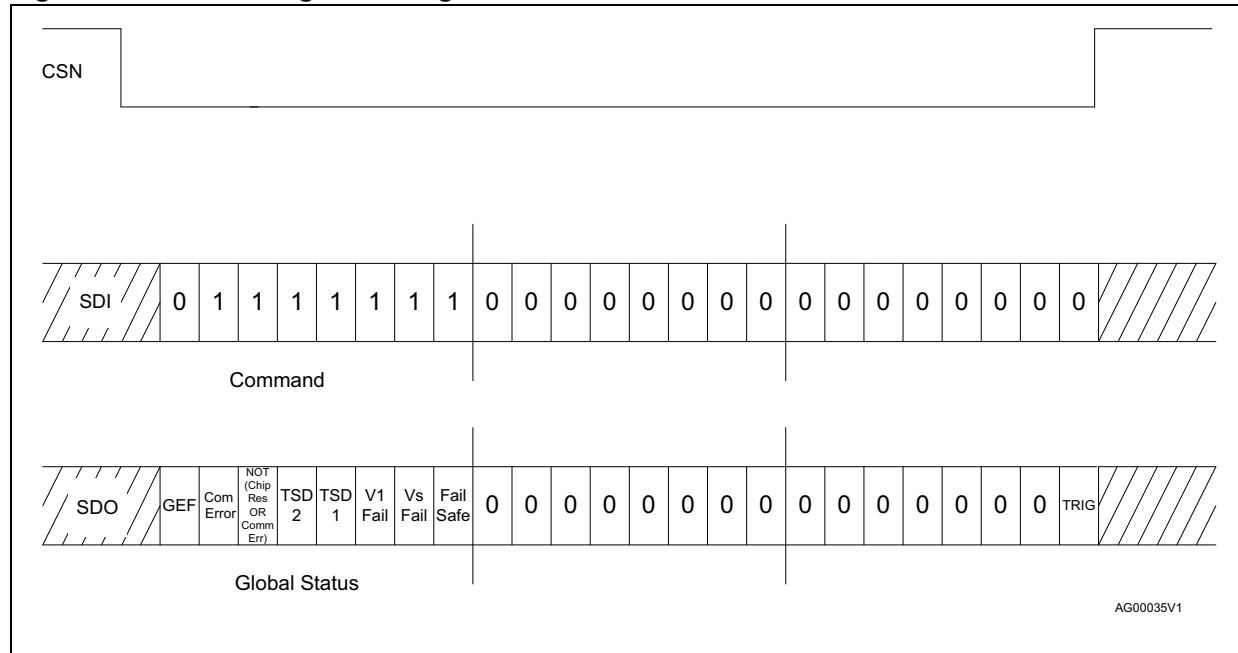 CSN
SDI 0 1 1 1 1 1 1 1 0 0 0 0 0 0 0 0 0 0 0 0 0 0 0 0
Command
SDO GEF Com Error NOT (Chip Res OR Comm Err) TSD 2 TSD 1 V1 Fail Vs Fail Fail Safe 0 0 0 0 0 0 0 0 0 0 0 0 0 0 0 TRIG
Global Status
AG00035V1